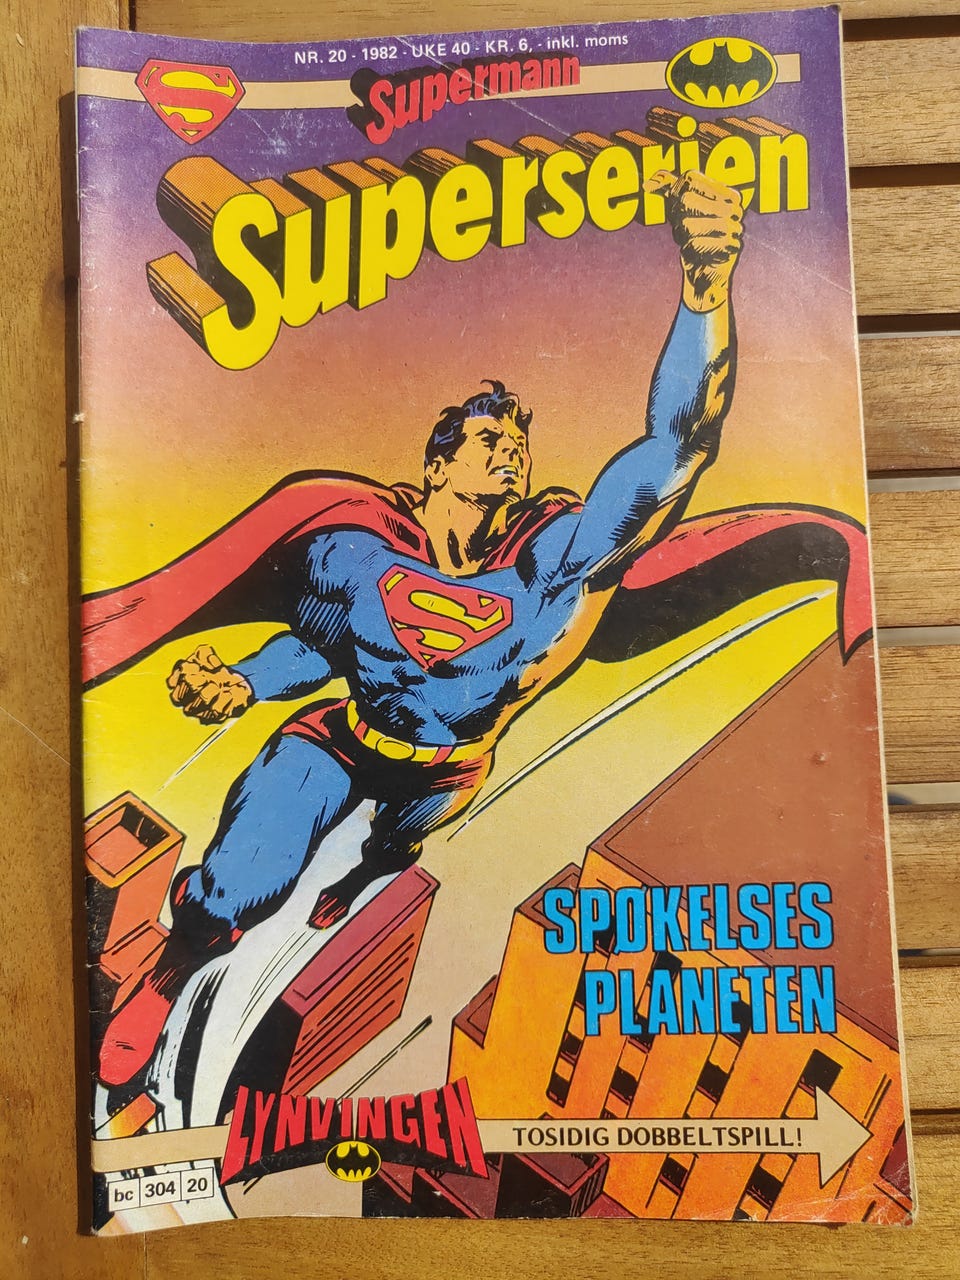 NR. 20 - 1982 - UKE 40 - KR. 6,- inkl. moms
Supermann
Superserien
SPØKELSES
PLANETEN
LYNVINGEN
TOSIDIG DOBBELTSPILL!
bc 304 20